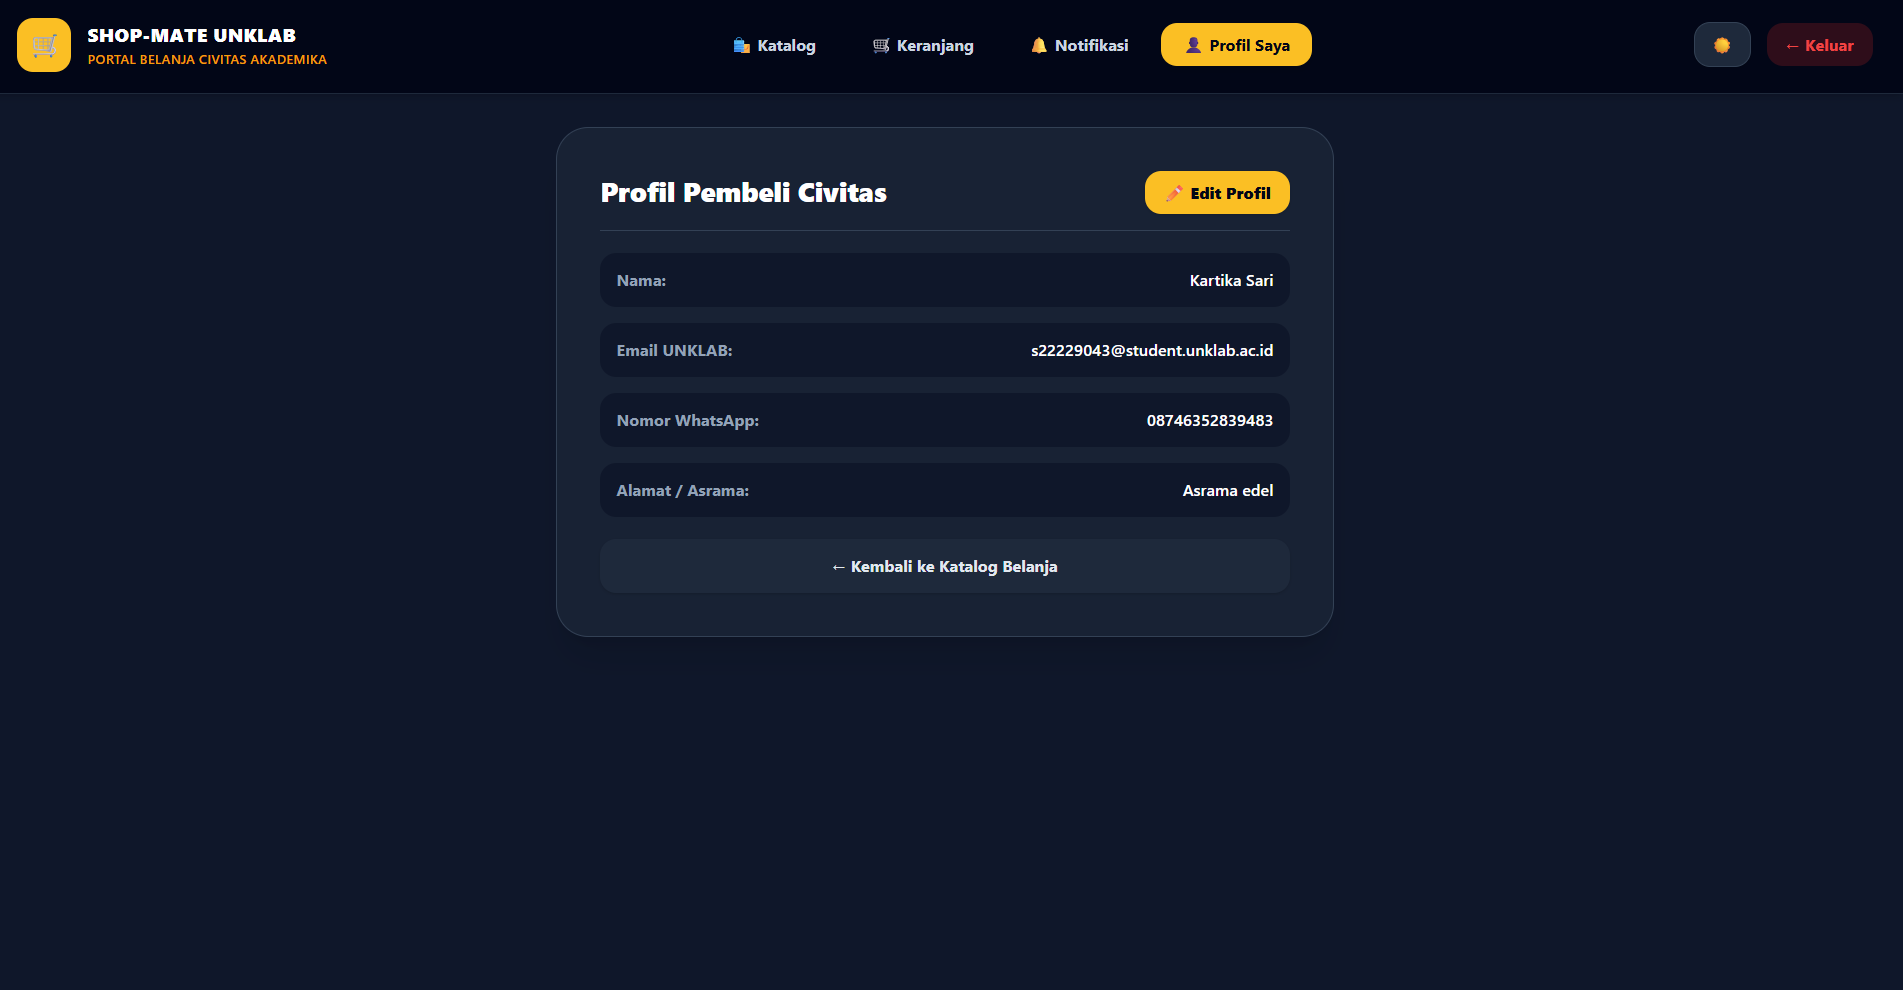 SHOP-MATE UNKLAB
PORTAL BELANJA CIVITAS AKADEMIKA
Katalog
Keranjang
Notifikasi
Profil Saya
← Keluar
Profil Pembeli Civitas
Edit Profil
Nama: Kartika Sari
Email UNKLAB: s22229043@student.unklab.ac.id
Nomor WhatsApp: 08746352839483
Alamat / Asrama: Asrama edel
← Kembali ke Katalog Belanja